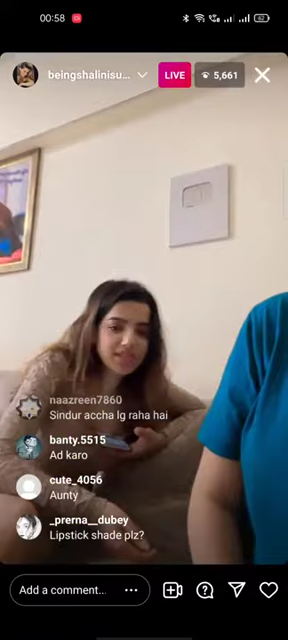 00:58
62
beingshalinisu...
LIVE
5,661
naazreen7860
Sindur accha lg raha hai
banty.5515
Ad karo
cute_4056
Aunty
_prerna__dubey
Lipstick shade plz?
Add a comment...